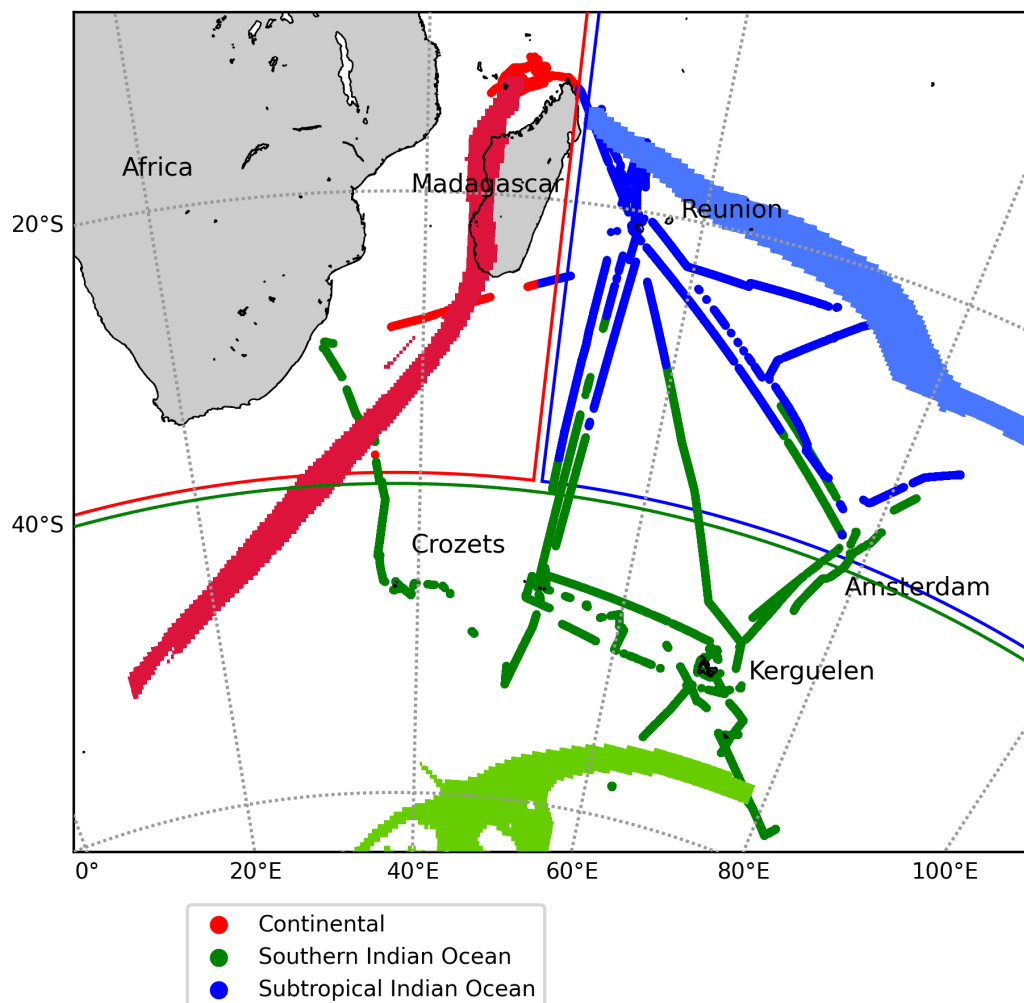 Africa
Madagascar
Reunion
20°S
40°S
Crozets
Amsterdam
Kerguelen
0°
20°E
40°E
60°E
80°E
100°E
Continental
Southern Indian Ocean
Subtropical Indian Ocean